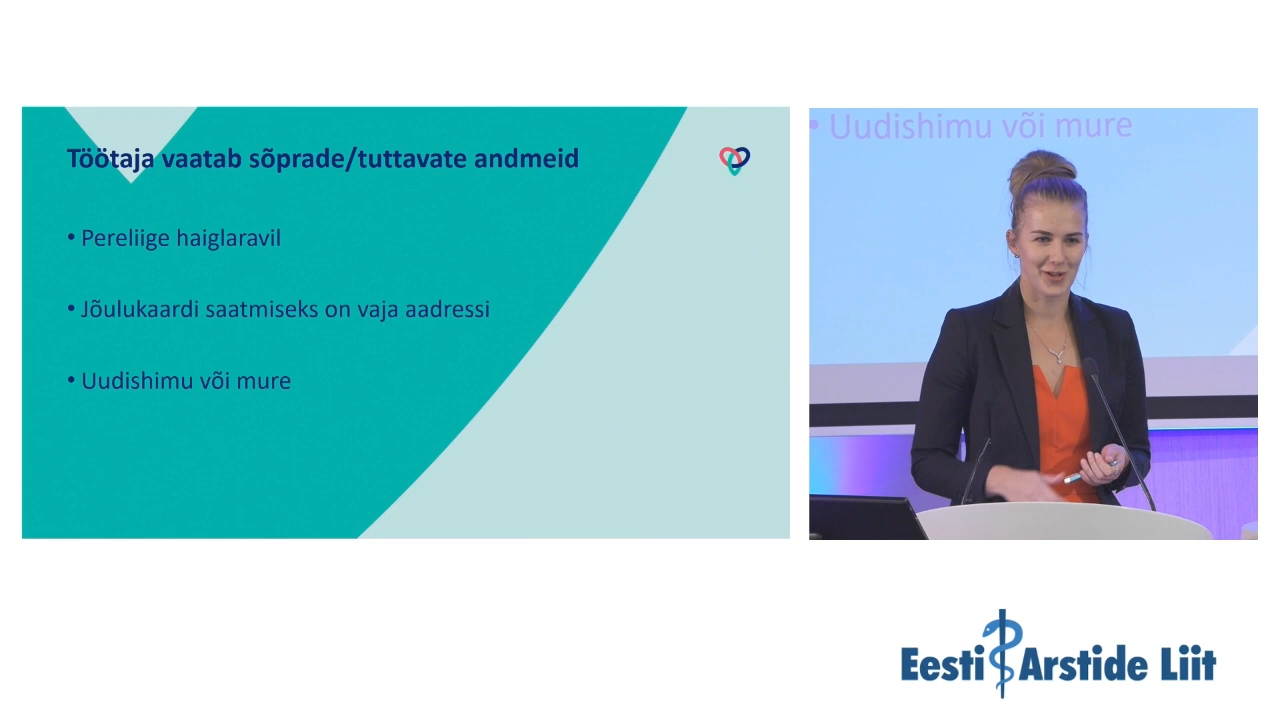 Töötaja vaatab sõprade/tuttavate andmeid
• Pereliige haiglaravil
• Jõulukaardi saatmiseks on vaja aadressi
• Uudishimu või mure
• Uudishimu või mure
Eesti Arstide Liit